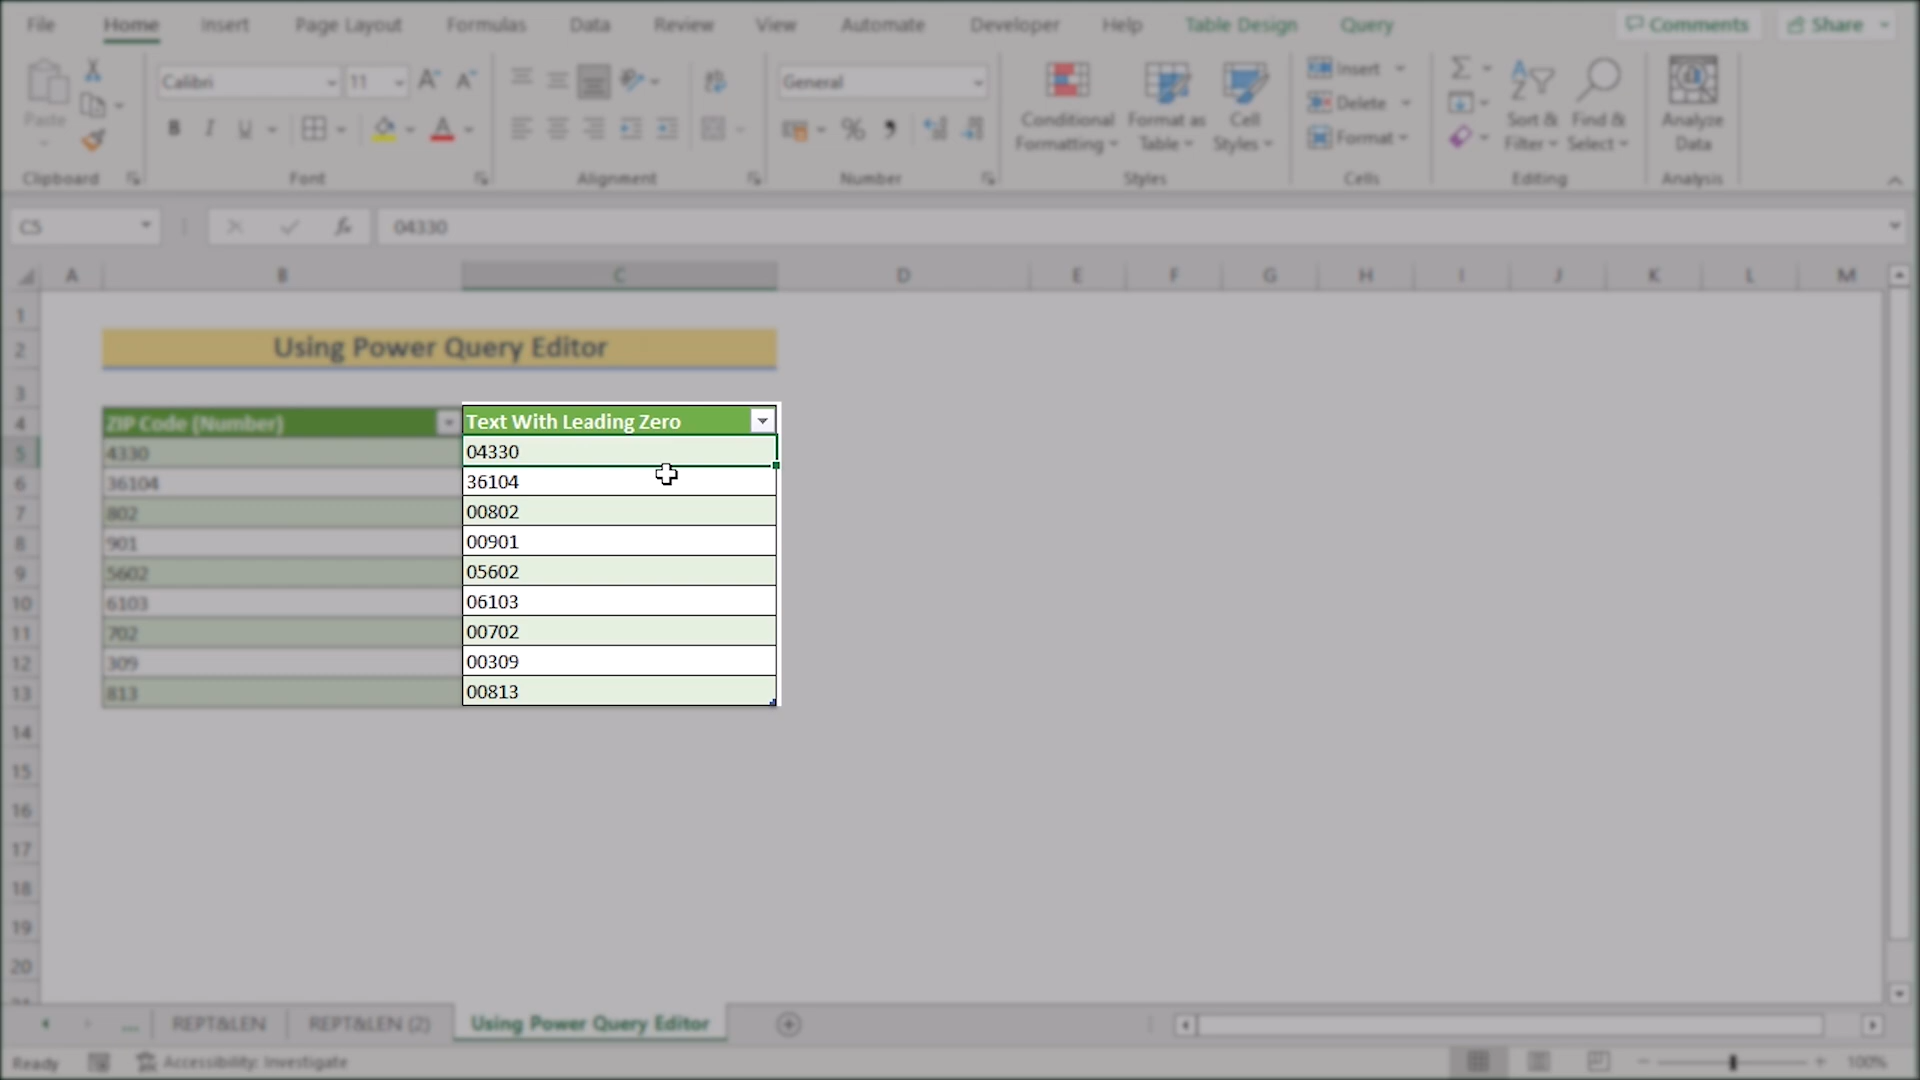 File Home Insert Page Layout Formulas Data Review View Automate Developer Help Table Design Query Comments Share
Paste
Calibri 11
General
B I U
Conditional Formatting
Format as Table
Cell Styles
Insert
Delete
Format
Sort & Filter
Find & Select
Analyze Data
Clipboard Font Alignment Number Styles Cells Editing Analysis
C5 fx 04330
A B C D E F G H I J K L M
1
2 Using Power Query Editor
3
4 ZIP Code (Number) Text With Leading Zero
5 4330 04330
6 36104 36104
7 802 00802
8 901 00901
9 5602 05602
10 6103 06103
11 702 00702
12 309 00309
13 813 00813
14
15
16
17
18
19
20
... REPT&LEN REPT&LEN (2) Using Power Query Editor
Ready Accessibility: Investigate 100%